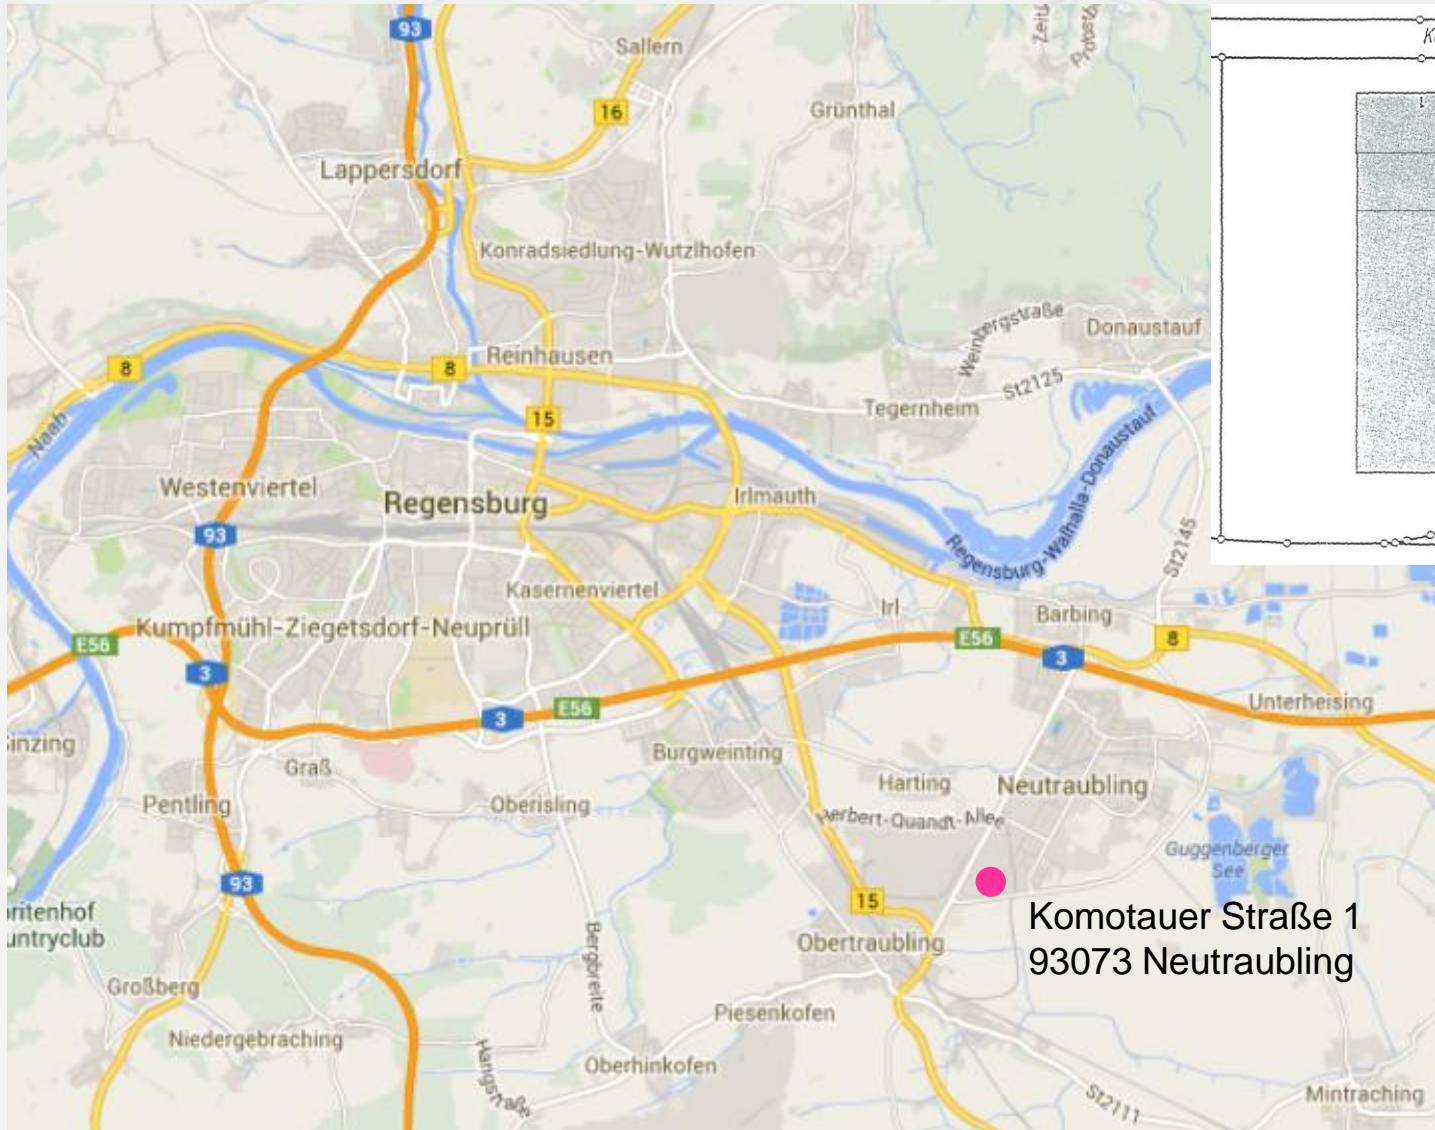 93
Sallern
16
Grünthal
Lappersdorf
Konradsiedlung-Wutzlhofen
Weinbergstraße
Donaustauf
Reinhausen
8
8
St2125
15
Tegernheim
Naab
Westenviertel
Regensburg
Irlmauth
Regensburg-Walhalla-Donaustauf
St2145
93
Kasernenviertel
Irl
Barbing
Kumpfmühl-Ziegetsdorf-Neuprüll
E56
E56
8
3
3
Unterheising
E56
3
inzing
Burgweinting
Graß
Harting
Neutraubling
Pentling
Oberisling
Herbert-Quandt-Allee
Guggenberger
See
93
15
oritenhof
untryclub
Komotauer Straße 1
93073 Neutraubling
Obertraubling
Bergbreite
Großberg
Piesenkofen
Niedergebraching
Oberhinkofen
Hangstraße
St2111
Mintraching